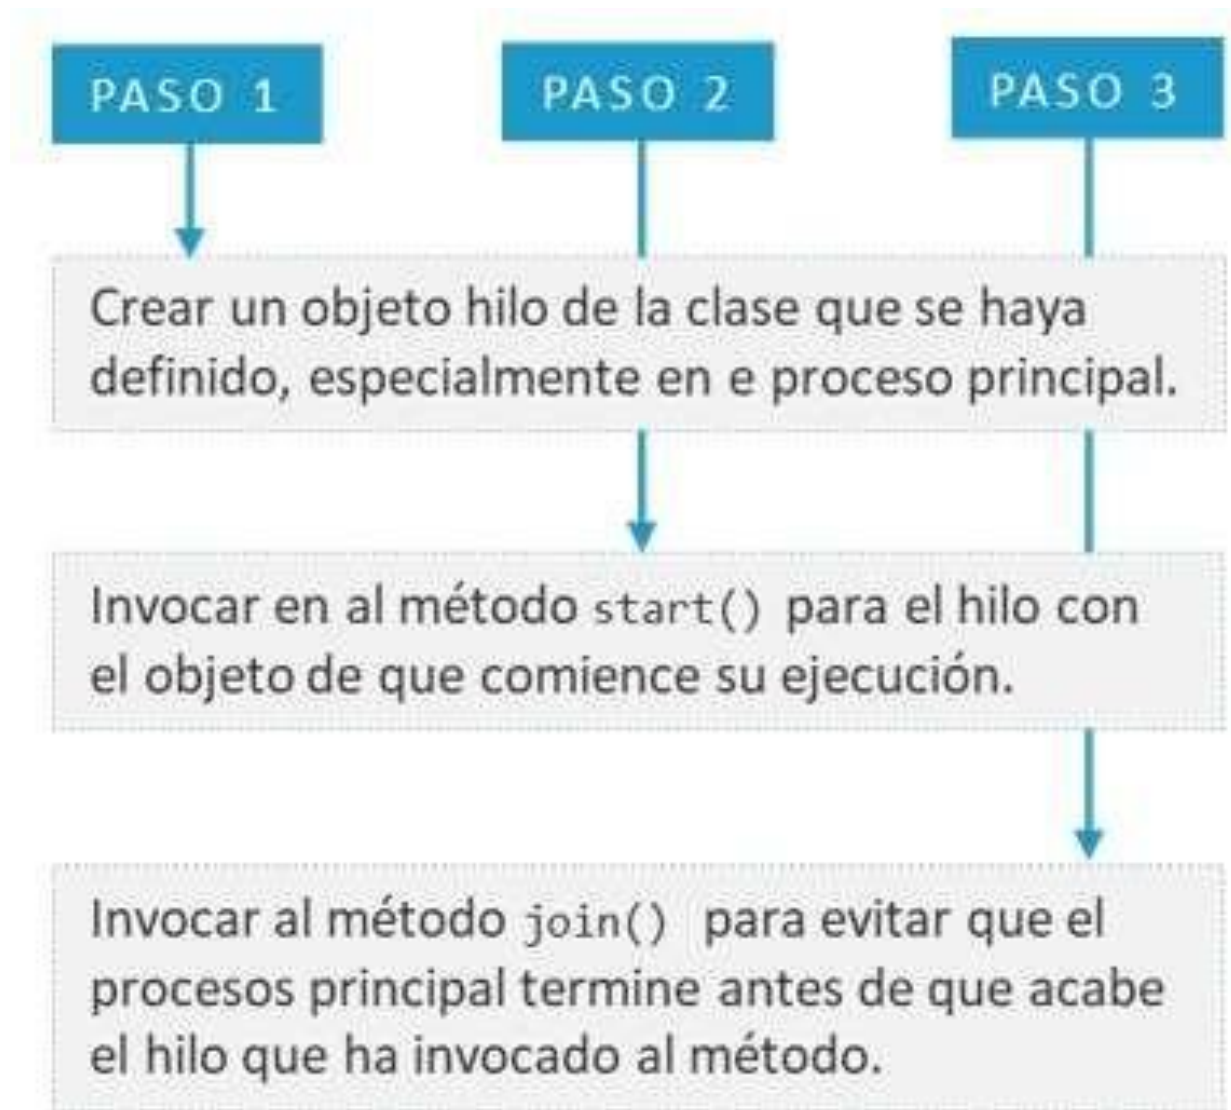 PASO 1
PASO 2
PASO 3
Crear un objeto hilo de la clase que se haya
definido, especialmente en e proceso principal.
Invocar en al método start() para el hilo con
el objeto de que comience su ejecución.
Invocar al método join() para evitar que el
procesos principal termine antes de que acabe
el hilo que ha invocado al método.